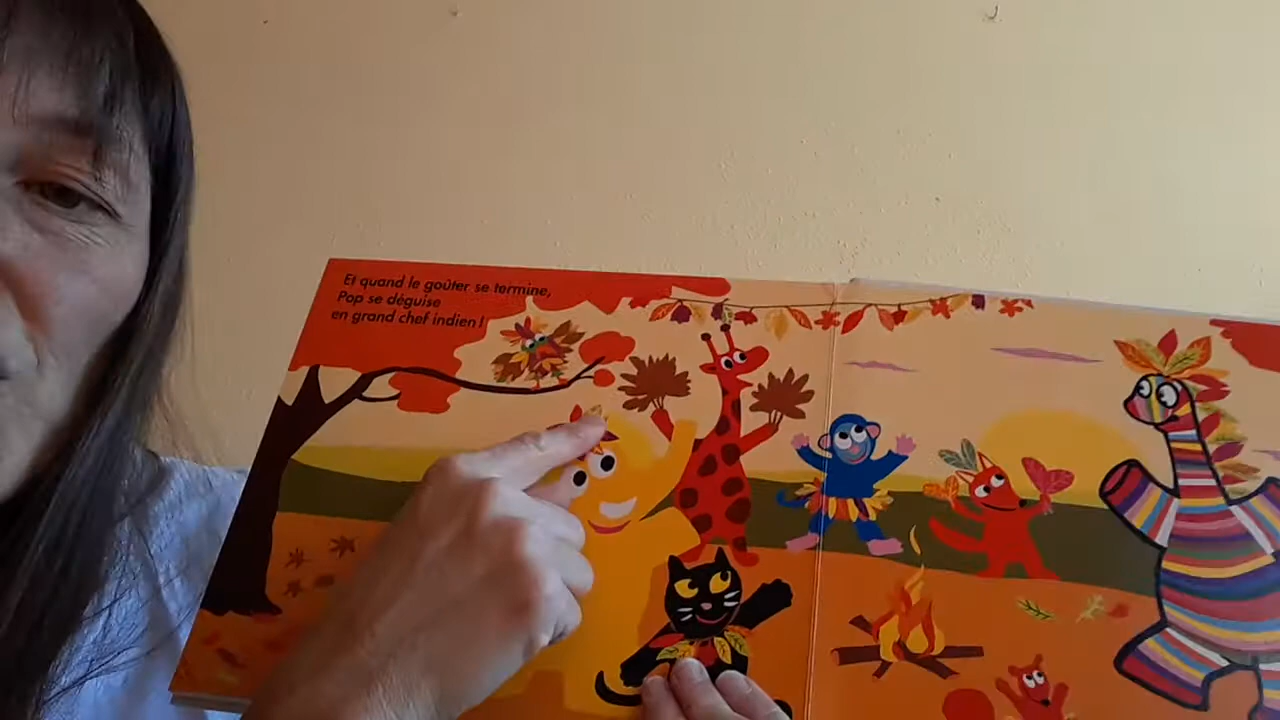 Et quand le goûter se termine,
Pop se déguise
en grand chef indien !